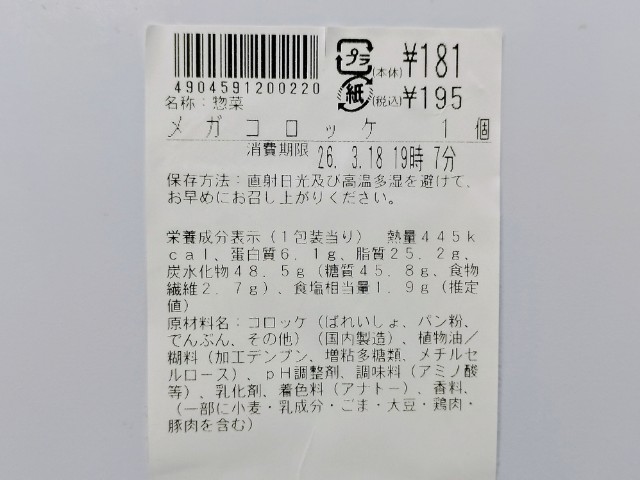 4904591200220
プラ
(本体)¥181
紙
(税込)¥195
名称:惣菜
メガコロッケ 1個
消費期限 26. 3.18 19時 7分
保存方法:直射日光及び高温多湿を避けて、
お早めにお召し上がりください。
栄養成分表示(1包装当り) 熱量445k
cal、蛋白質6.1g、脂質25.2g、
炭水化物48.5g(糖質45.8g、食物
繊維2.7g)、食塩相当量1.9g(推定
値)
原材料名:コロッケ(ばれいしょ、パン粉、
でんぷん、その他)(国内製造)、植物油/
糊料(加工デンプン、増粘多糖類、メチルセ
ルロース)、pH調整剤、調味料(アミノ酸
等)、乳化剤、着色料(アナトー)、香料、
(一部に小麦・乳成分・ごま・大豆・鶏肉・
豚肉を含む)